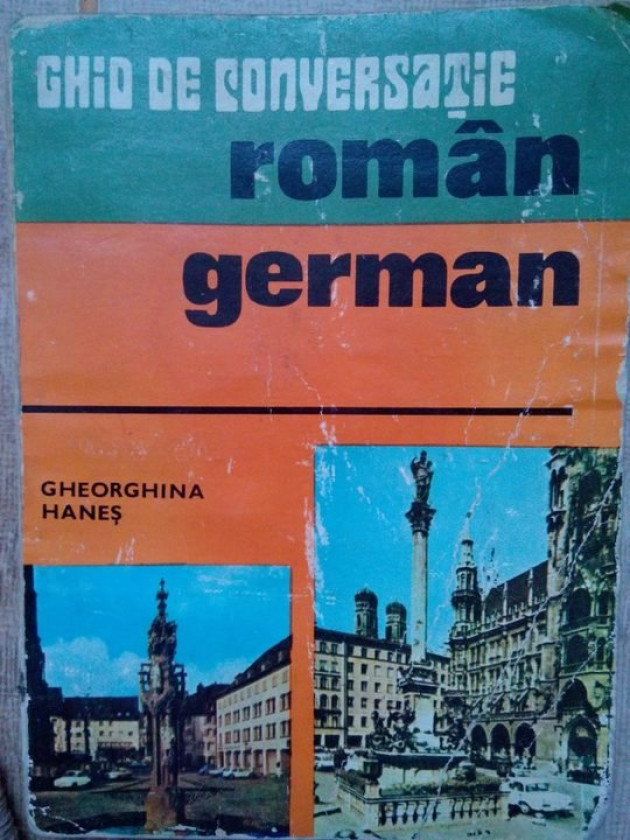 GHID DE CONVERSAȚIE
român
german
GHEORGHINA
HANEȘ